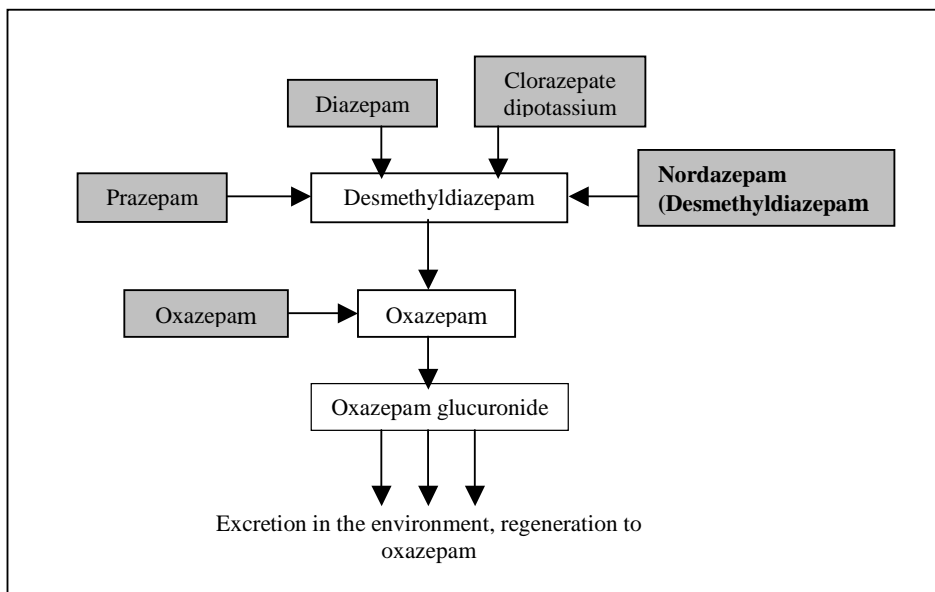 Clorazepate
dipotassium
Diazepam
Nordazepam
(Desmethyldiazepam
Prazepam
Desmethyldiazepam
Oxazepam
Oxazepam
Oxazepam glucuronide
Excretion in the environment, regeneration to
oxazepam